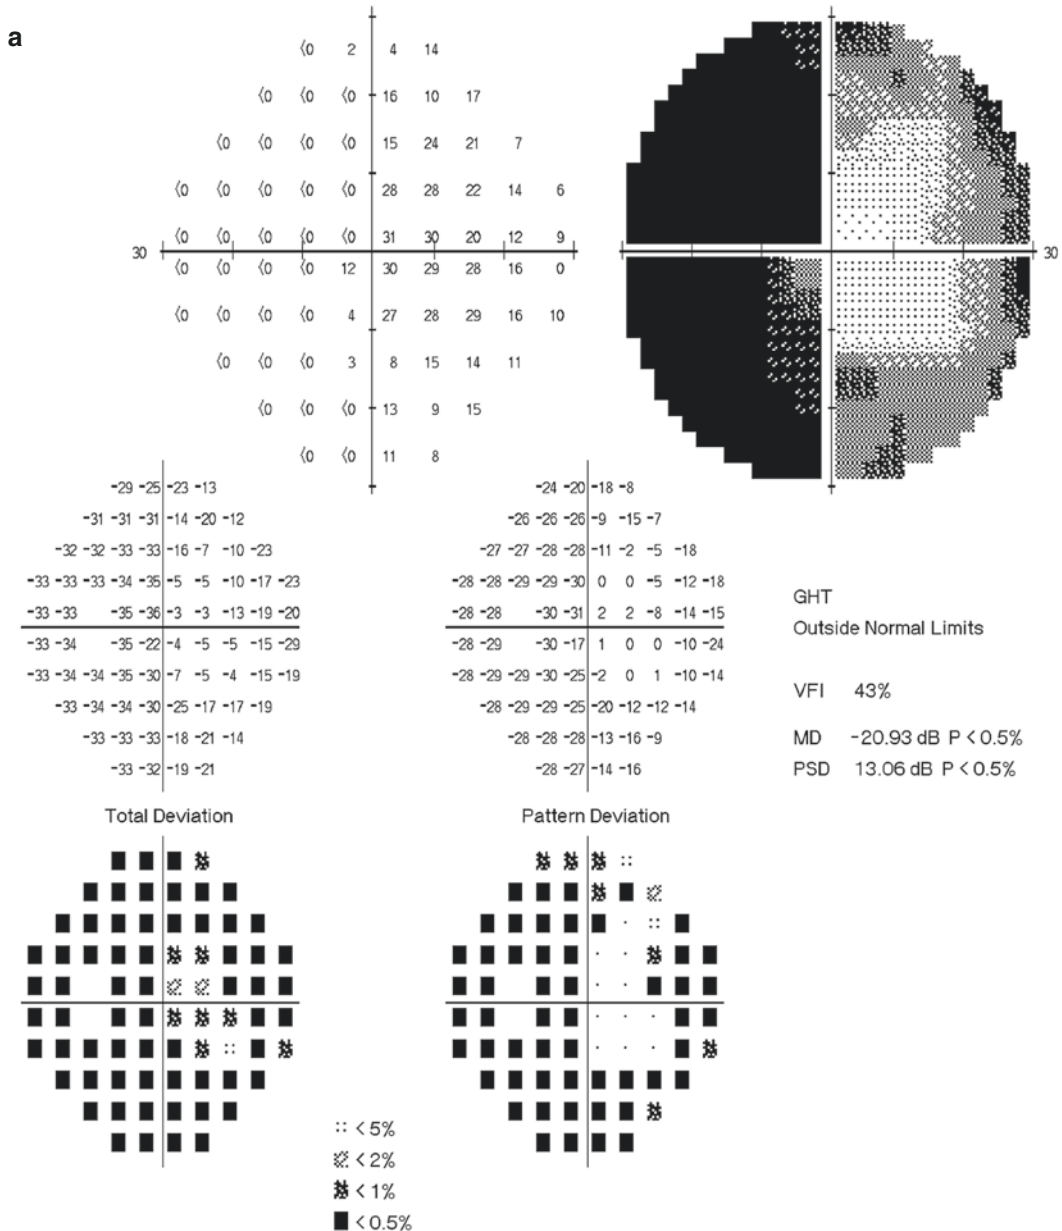 a
<0 2 4 14
<0 <0 <0 16 10 17
<0 <0 <0 <0 15 24 21 7
<0 <0 <0 <0 <0 28 28 22 14 6
<0 <0 <0 <0 <0 31 30 20 12 9
30
<0 <0 <0 <0 12 30 29 28 16 0
<0 <0 <0 <0 4 27 28 29 16 10
<0 <0 <0 3 8 15 14 11
<0 <0 <0 13 9 15
<0 <0 11 8
30
-29 -25 -23 -13
-31 -31 -31 -14 -20 -12
-32 -32 -33 -33 -16 -7 -10 -23
-33 -33 -33 -34 -35 -5 -5 -10 -17 -23
-33 -33 -35 -36 -3 -3 -13 -19 -20
-33 -34 -35 -22 -4 -5 -5 -15 -29
-33 -34 -34 -35 -30 -7 -5 -4 -15 -19
-33 -34 -34 -30 -25 -17 -17 -19
-33 -33 -33 -18 -21 -14
-33 -32 -19 -21
Total Deviation
-24 -20 -18 -8
-26 -26 -26 -9 -15 -7
-27 -27 -28 -28 -11 -2 -5 -18
-28 -28 -29 -29 -30 0 0 -5 -12 -18
-28 -28 -30 -31 2 2 -8 -14 -15
-28 -29 -30 -17 1 0 0 -10 -24
-28 -29 -29 -30 -25 -2 0 1 -10 -14
-28 -29 -29 -25 -20 -12 -12 -14
-28 -28 -28 -13 -16 -9
-28 -27 -14 -16
Pattern Deviation
GHT
Outside Normal Limits
VFI 43%
MD -20.93 dB P < 0.5%
PSD 13.06 dB P < 0.5%
< 5%
< 2%
< 1%
< 0.5%